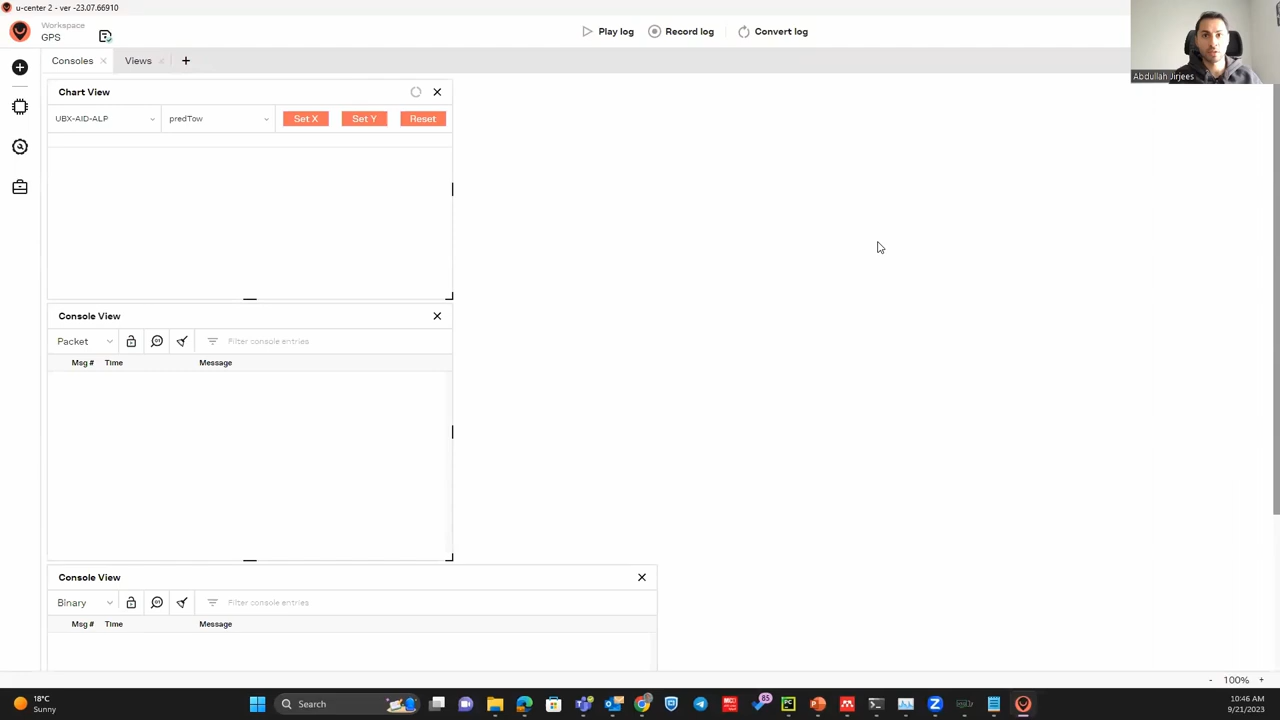 u-center 2 - ver -23.07.66910
Workspace
GPS
Play log
Record log
Convert log
Abdullah Jirjees
Consoles
Views
Chart View
UBX-AID-ALP
predTow
Set X
Set Y
Reset
Console View
Packet
Filter console entries
Msg # Time Message
Console View
Binary
Filter console entries
Msg # Time Message
- 100% +
18°C
Sunny
Search
85
10:46 AM
9/21/2023